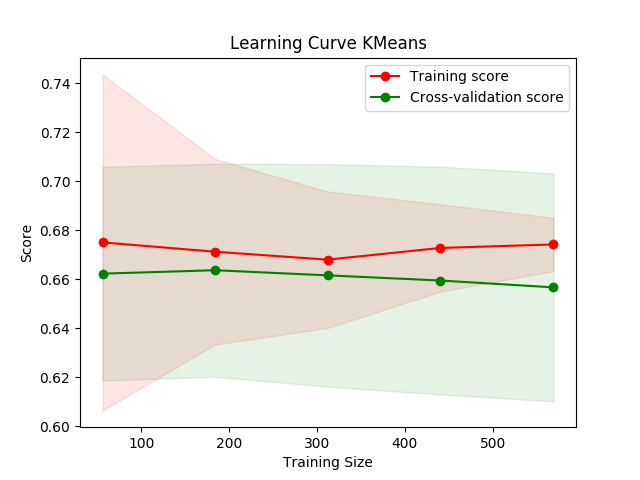 Learning Curve KMeans
Training score
Cross-validation score
0.74
0.72
0.70
0.68
0.66
0.64
0.62
0.60
Score
100 200 300 400 500
Training Size